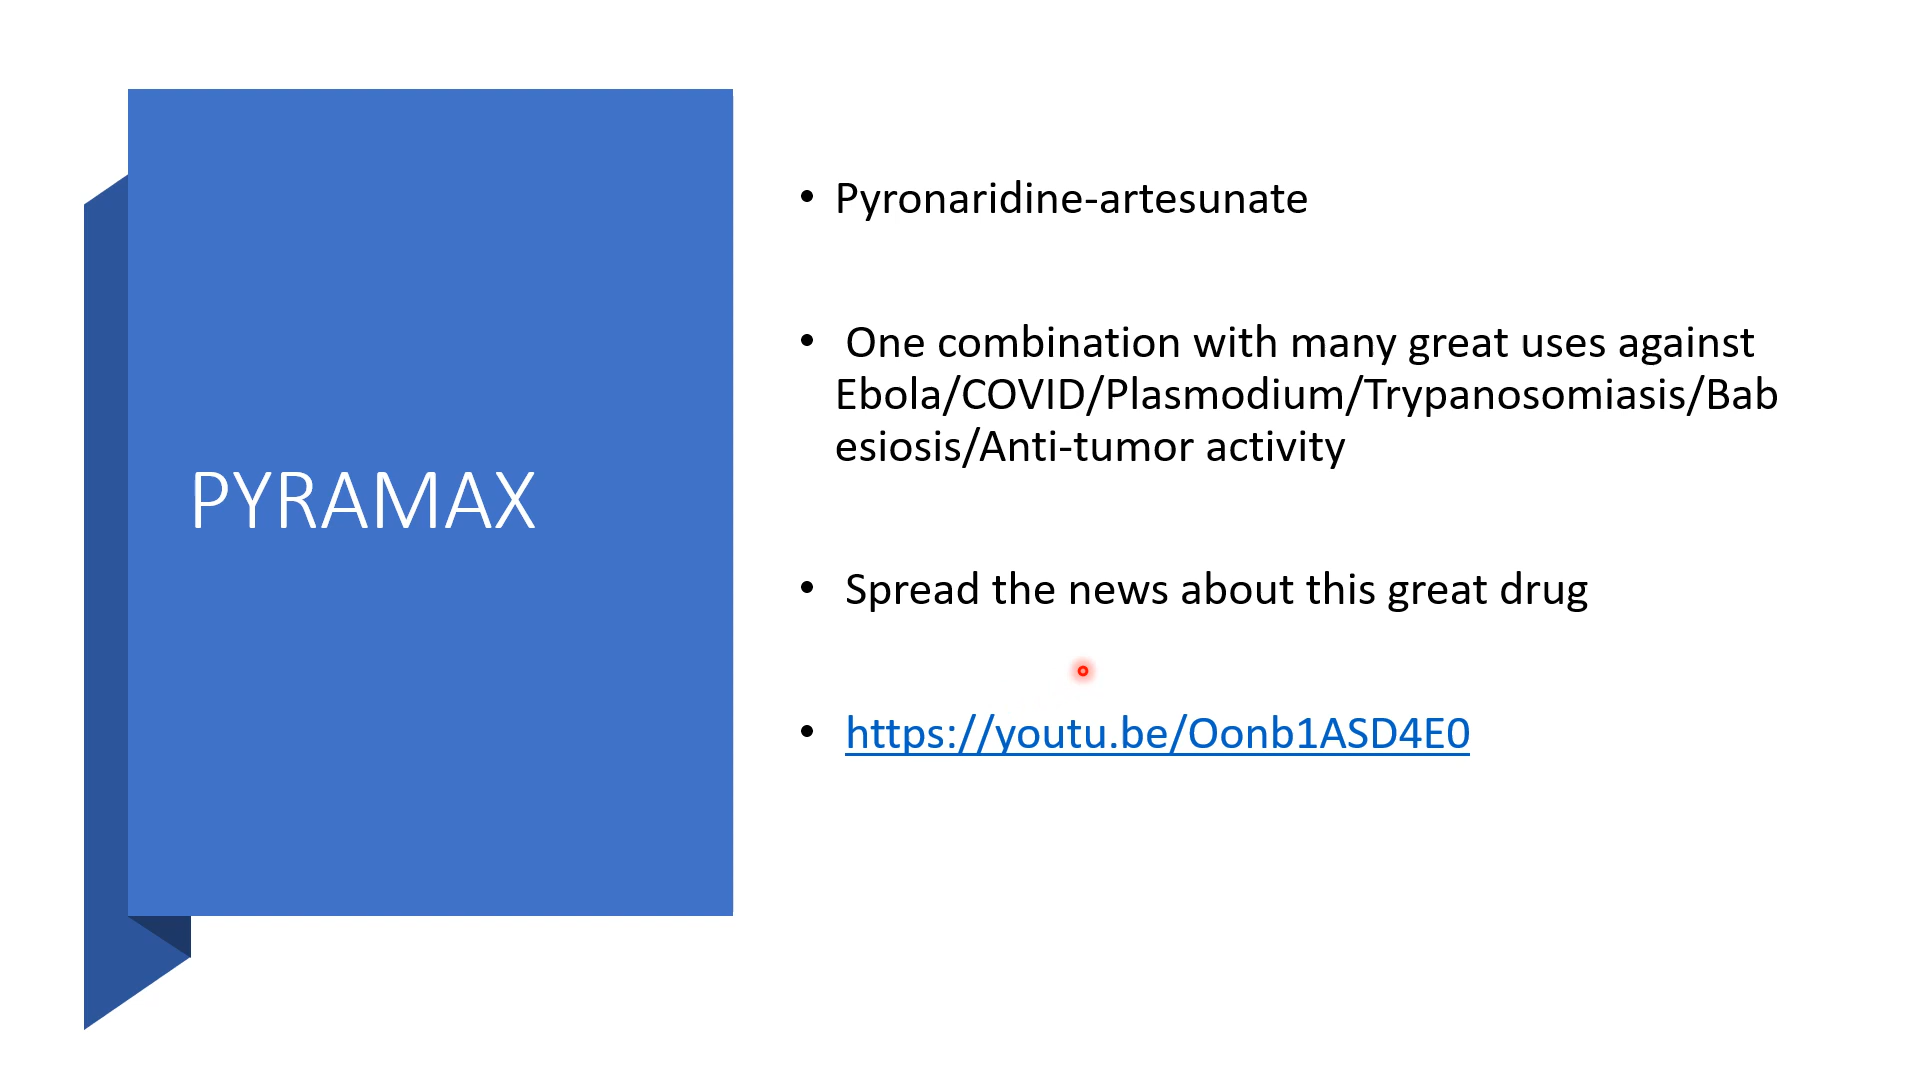 PYRAMAX
• Pyronaridine-artesunate
• One combination with many great uses against
Ebola/COVID/Plasmodium/Trypanosomiasis/Bab
esiosis/Anti-tumor activity
• Spread the news about this great drug
• https://youtu.be/Oonb1ASD4E0